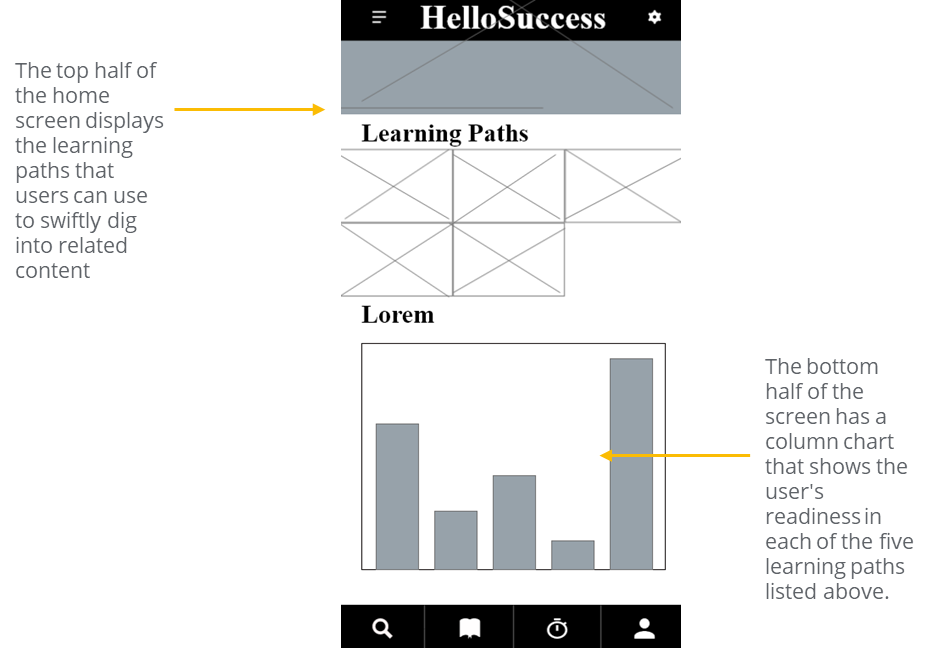 HelloSuccess
The top half of
the home
screen displays
the learning
paths that
users can use
to swiftly dig
into related
content
Learning Paths
Lorem
The bottom
half of the
screen has a
column chart
that shows the
user's
readiness in
each of the five
learning paths
listed above.